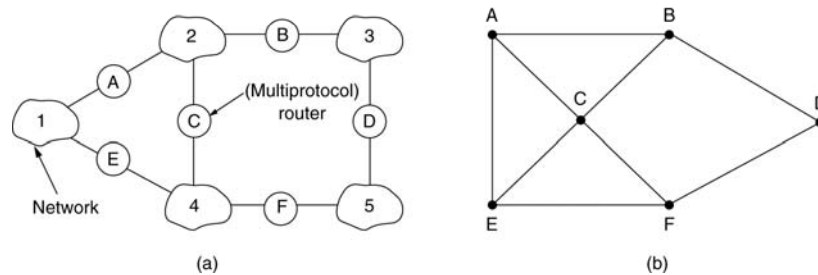 2
B
3
A
B
A
(Multiprotocol)
router
1
C
D
C
D
E
Network
4
F
5
E
F
(a)
(b)